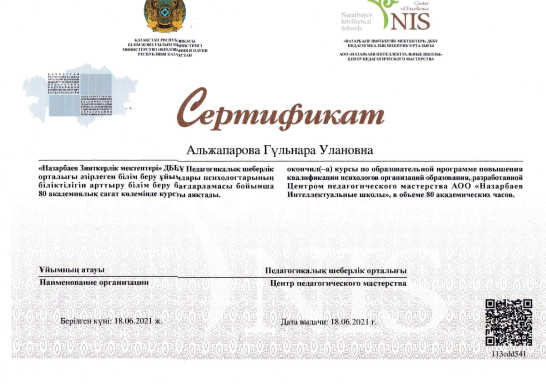 Center
of Excellence
Nazarbayev
Intellectual
Schools
NIS
ҚАЗАҚСТАН РЕСПУБЛИКАСЫ
БІЛІМ ЖӘНЕ ҒЫЛЫМ МИНИСТРЛІГІ
МИНИСТЕРСТВО ОБРАЗОВАНИЯ И НАУКИ
РЕСПУБЛИКИ КАЗАХСТАН
«НАЗАРБАЕВ ЗИЯТКЕРЛІК МЕКТЕПТЕРІ» ДББҰ
ПЕДАГОГИКАЛЫҚ ШЕБЕРЛІК ОРТАЛЫҒЫ
АОО «НАЗАРБАЕВ ИНТЕЛЛЕКТУАЛЬНЫЕ ШКОЛЫ»
ЦЕНТР ПЕДАГОГИЧЕСКОГО МАСТЕРСТВА
Сертификат
Альжапарова Гүльнара Улановна
«Назарбаев Зияткерлік мектептері» ДББҰ Педагогикалық шеберлік
орталығы әзірлеген білім беру ұйымдары психологтарының
біліктілігін арттыру білім беру бағдарламасы бойынша
80 академиялық сағат көлемінде курсты аяқтады.
окончил(-а) курсы по образовательной программе повышения
квалификации психологов организаций образования, разработанной
Центром педагогического мастерства АОО «Назарбаев
Интеллектуальные школы», в объеме 80 академических часов.
Ұйымның атауы
Педагогикалық шеберлік орталығы
Наименование организации
Центр педагогического мастерства
NIS
Берілген күні: 18.06.2021 ж.
Дата выдачи: 18.06.2021 г.
113cdd541